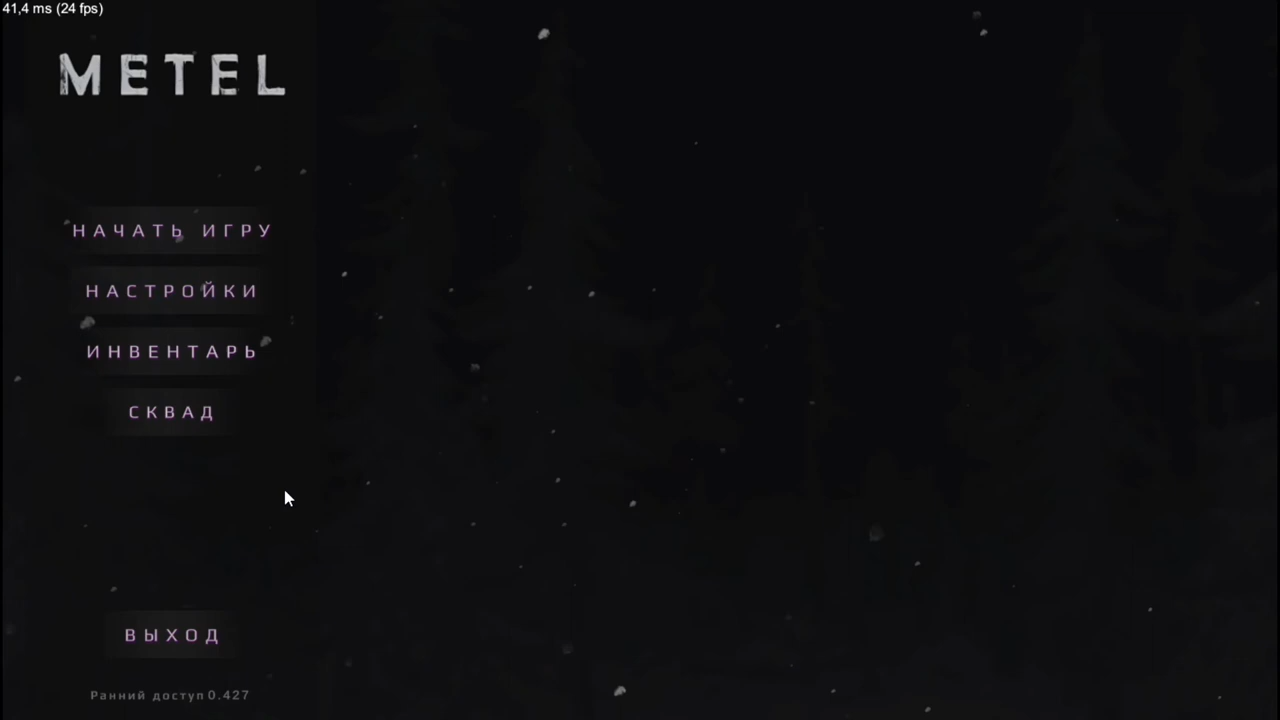 41,4 ms (24 fps)
METEL
НАЧАТЬ ИГРУ
НАСТРОЙКИ
ИНВЕНТАРЬ
СКВАД
ВЫХОД
Ранний доступ 0.427